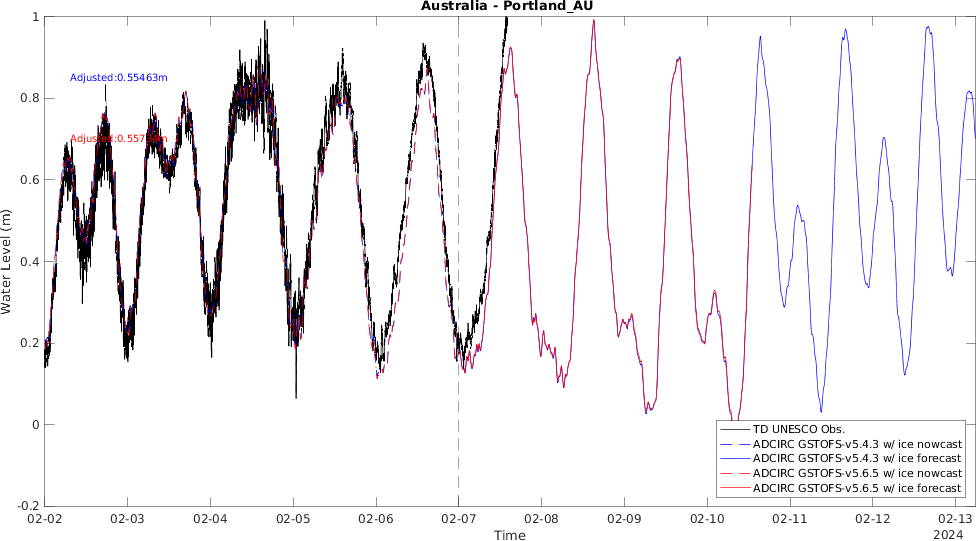 Australia - Portland_AU
Adjusted:0.55463m
Water Level (m)
1
0.8
0.6
0.4
0.2
0
-0.2
TD UNESCO Obs.
ADCIRC GSTOFS-v5.4.3 w/ ice nowcast
ADCIRC GSTOFS-v5.4.3 w/ ice forecast
ADCIRC GSTOFS-v5.6.5 w/ ice nowcast
ADCIRC GSTOFS-v5.6.5 w/ ice forecast
02-02 02-03 02-04 02-05 02-06 02-07 02-08 02-09 02-10 02-11 02-12 02-13
Time
2024